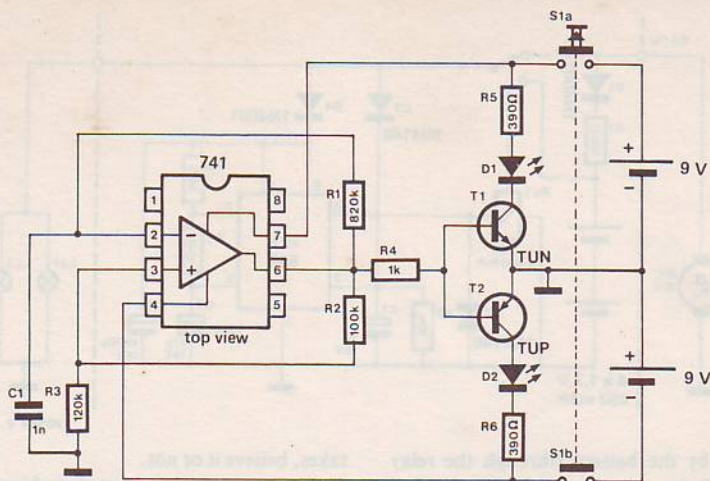 S1a
741
1
2
3
4
8
7
6
5
top view
R1
820k
R2
100k
R3
120k
C1
1n
R4
1k
R5
390Ω
D1
T1
TUN
T2
TUP
D2
R6
390Ω
S1b
+
9 V
-
+
9 V
-